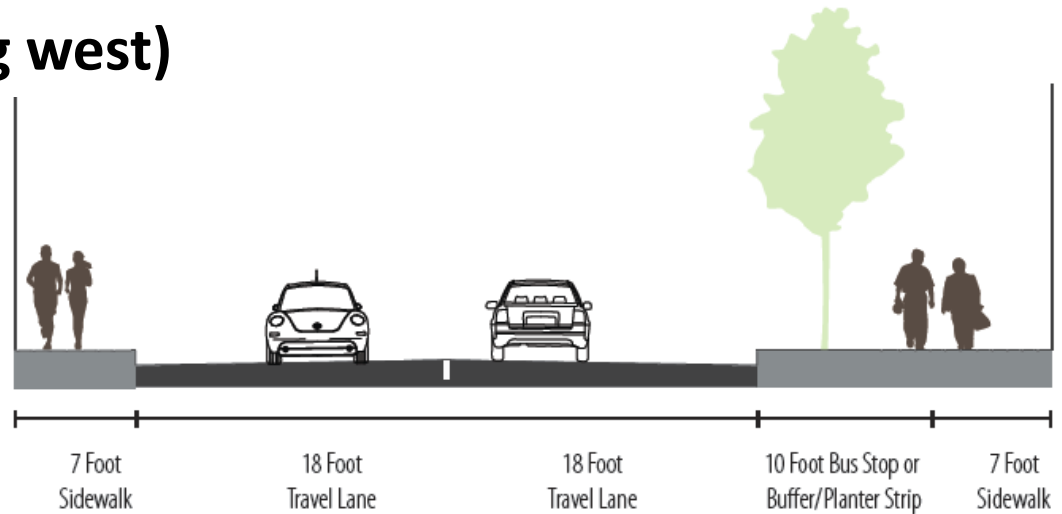 g west)
7 Foot
Sidewalk
18 Foot
Travel Lane
18 Foot
Travel Lane
10 Foot Bus Stop or
Buffer/Planter Strip
7 Foot
Sidewalk